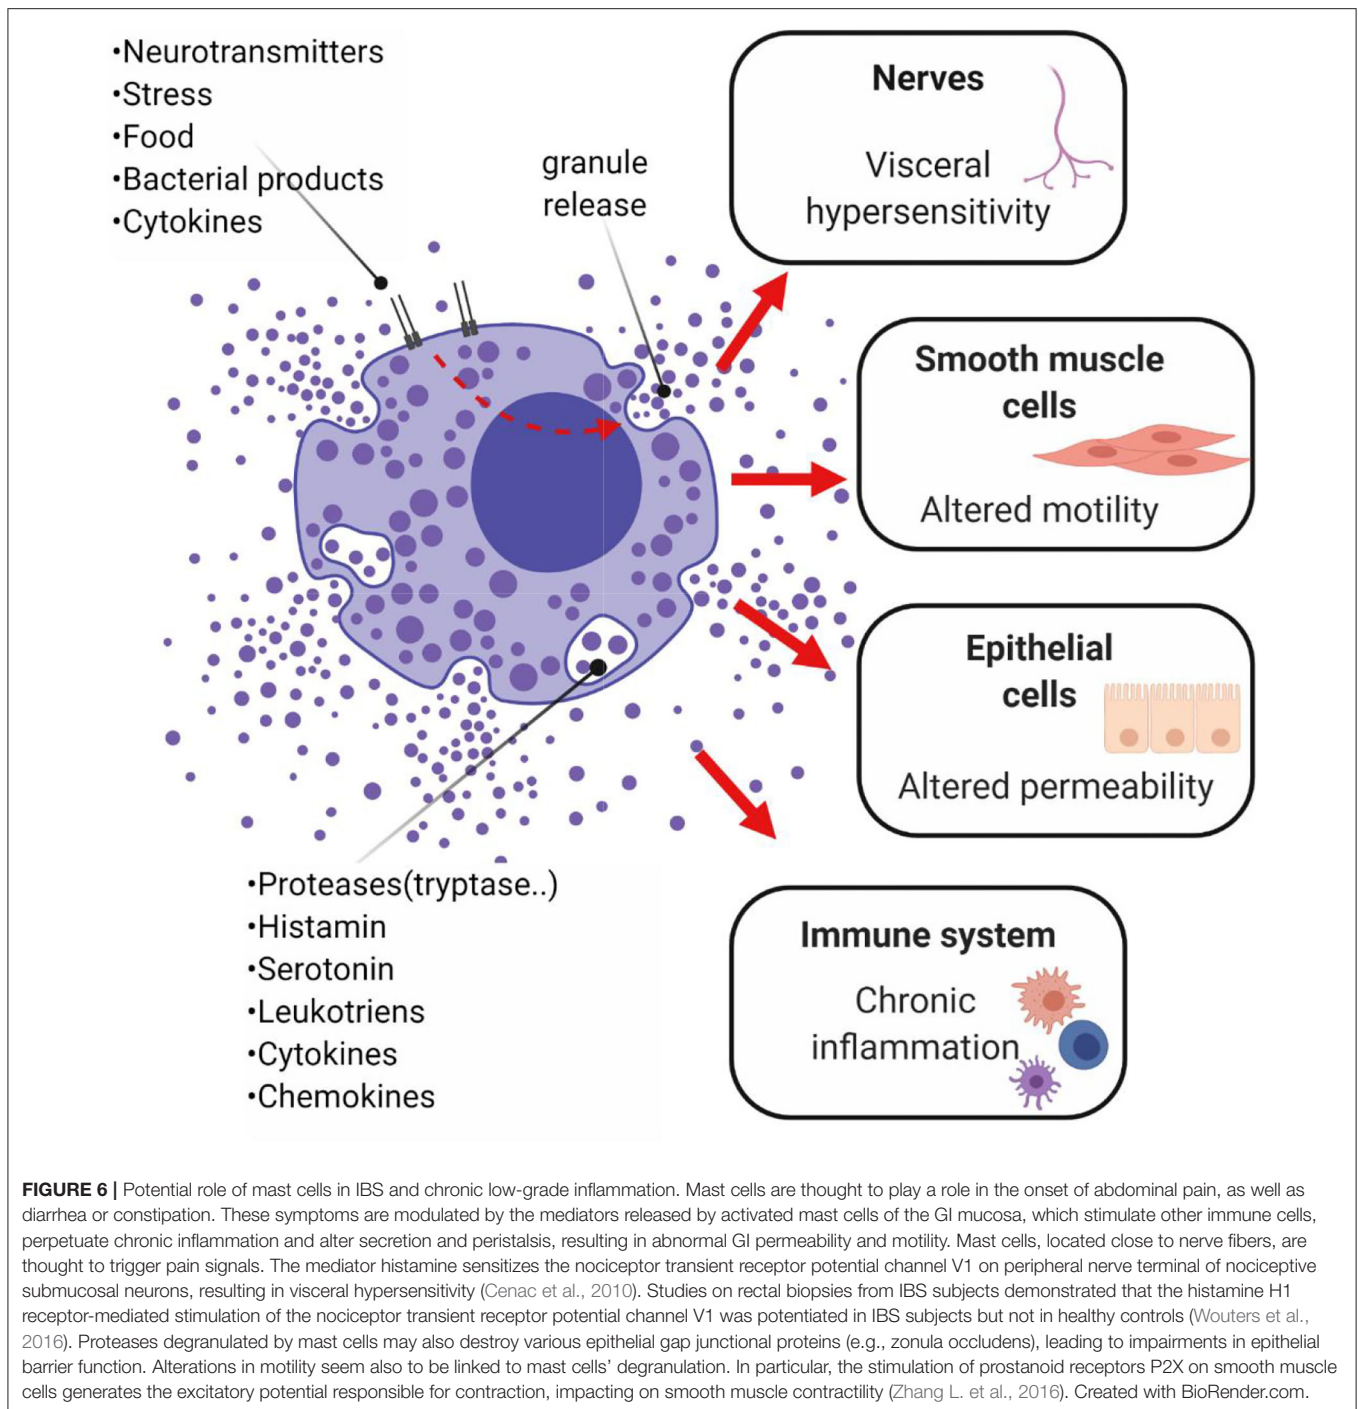 •Neurotransmitters
•Stress
•Food
•Bacterial products
•Cytokines
granule
release
Nerves
Visceral
hypersensitivity
Smooth muscle
cells
Altered motility
Epithelial
cells
Altered permeability
•Proteases(tryptase..)
•Histamin
•Serotonin
•Leukotriens
•Cytokines
•Chemokines
Immune system
Chronic
inflammation
FIGURE 6 | Potential role of mast cells in IBS and chronic low-grade inflammation. Mast cells are thought to play a role in the onset of abdominal pain, as well as
diarrhea or constipation. These symptoms are modulated by the mediators released by activated mast cells of the GI mucosa, which stimulate other immune cells,
perpetuate chronic inflammation and alter secretion and peristalsis, resulting in abnormal GI permeability and motility. Mast cells, located close to nerve fibers, are
thought to trigger pain signals. The mediator histamine sensitizes the nociceptor transient receptor potential channel V1 on peripheral nerve terminal of nociceptive
submucosal neurons, resulting in visceral hypersensitivity (Cenac et al., 2010). Studies on rectal biopsies from IBS subjects demonstrated that the histamine H1
receptor-mediated stimulation of the nociceptor transient receptor potential channel V1 was potentiated in IBS subjects but not in healthy controls (Wouters et al.,
2016). Proteases degranulated by mast cells may also destroy various epithelial gap junctional proteins (e.g., zonula occludens), leading to impairments in epithelial
barrier function. Alterations in motility seem also to be linked to mast cells' degranulation. In particular, the stimulation of prostanoid receptors P2X on smooth muscle
cells generates the excitatory potential responsible for contraction, impacting on smooth muscle contractility (Zhang L. et al., 2016). Created with BioRender.com.